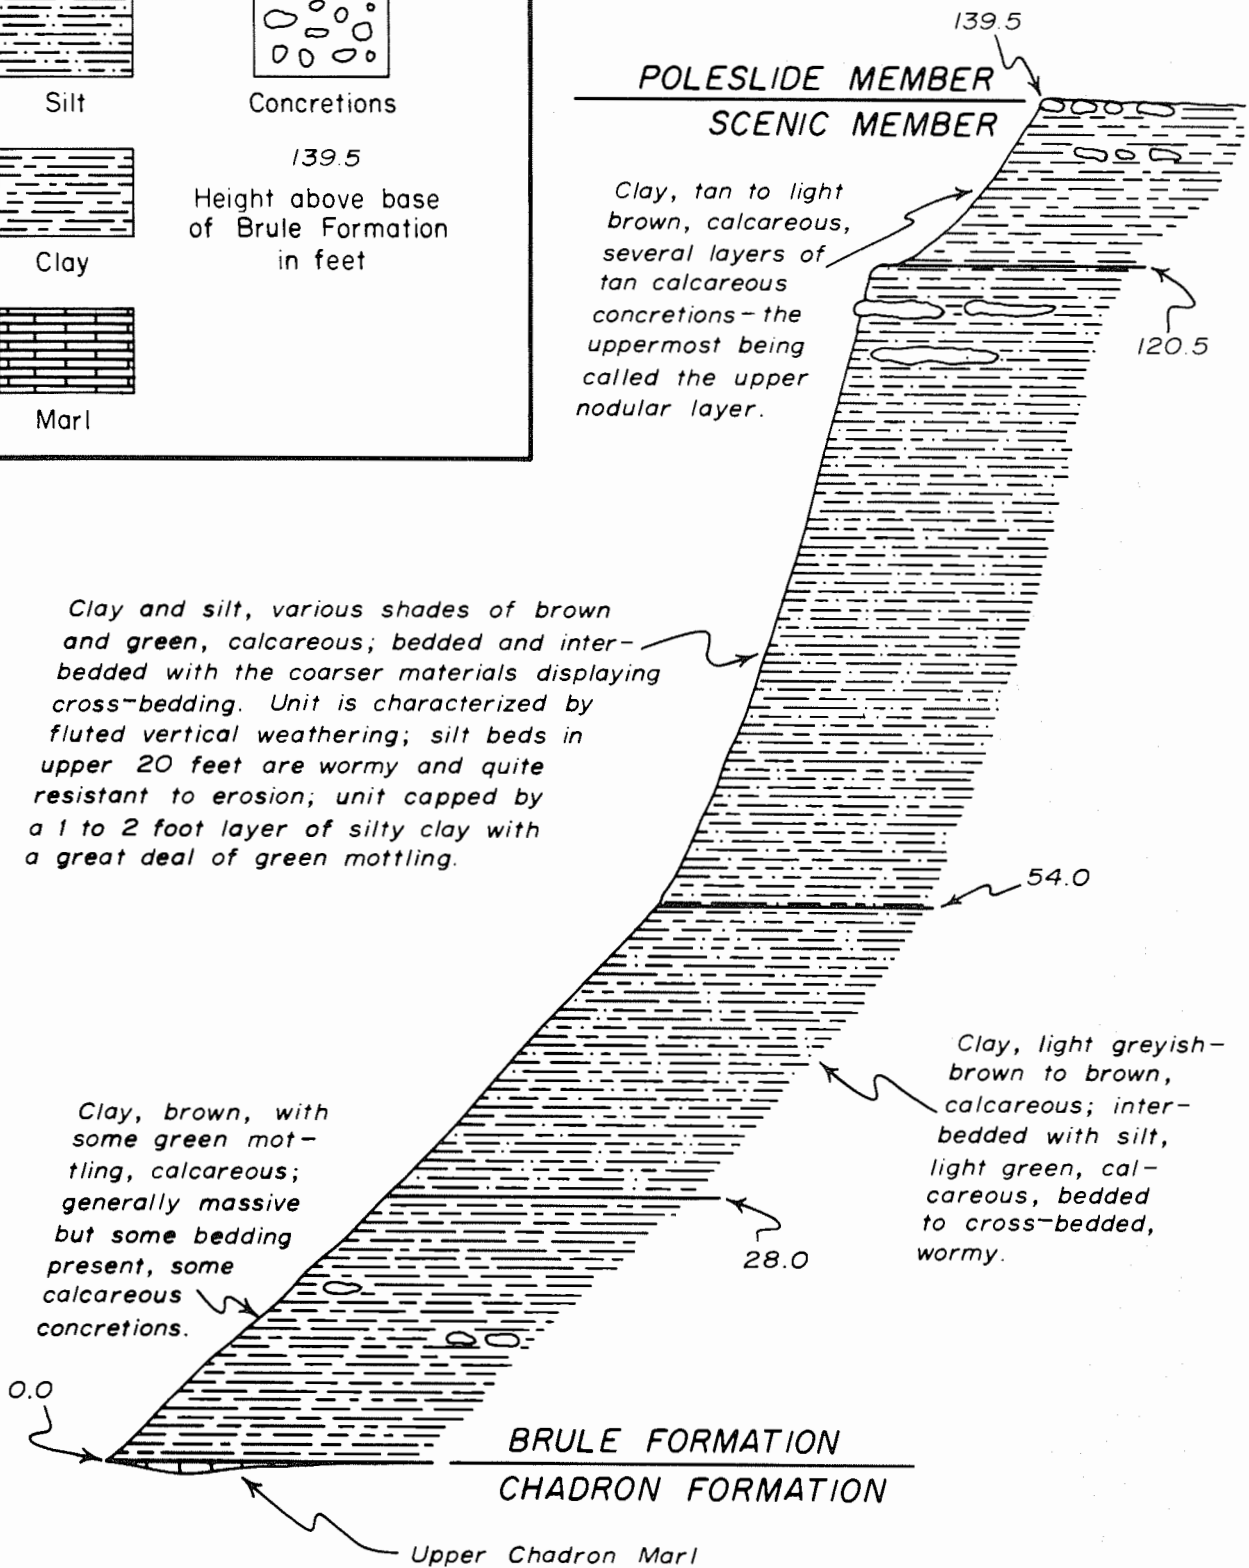 Silt
Concretions
139.5
Height above base
of Brule Formation
in feet
Clay
Marl
139.5
POLESLIDE MEMBER
SCENIC MEMBER
Clay, tan to light
brown, calcareous,
several layers of
tan calcareous
concretions - the
uppermost being
called the upper
nodular layer.
120.5
Clay and silt, various shades of brown
and green, calcareous; bedded and inter-
bedded with the coarser materials displaying
cross-bedding. Unit is characterized by
fluted vertical weathering; silt beds in
upper 20 feet are wormy and quite
resistant to erosion; unit capped by
a 1 to 2 foot layer of silty clay with
a great deal of green mottling.
54.0
Clay, light greyish-
brown to brown,
calcareous; inter-
bedded with silt,
light green, cal-
careous, bedded
to cross-bedded,
wormy.
28.0
Clay, brown, with
some green mot-
tling, calcareous;
generally massive
but some bedding
present, some
calcareous
concretions.
0.0
BRULE FORMATION
CHADRON FORMATION
Upper Chadron Marl